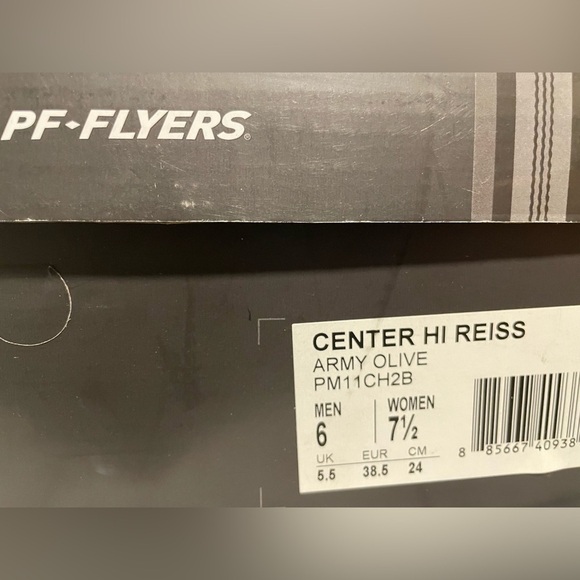 PF·FLYERS®
CENTER HI REISS
ARMY OLIVE
PM11CH2B
MEN WOMEN
6 7½
UK EUR CM
5.5 38.5 24
8 85667 40938